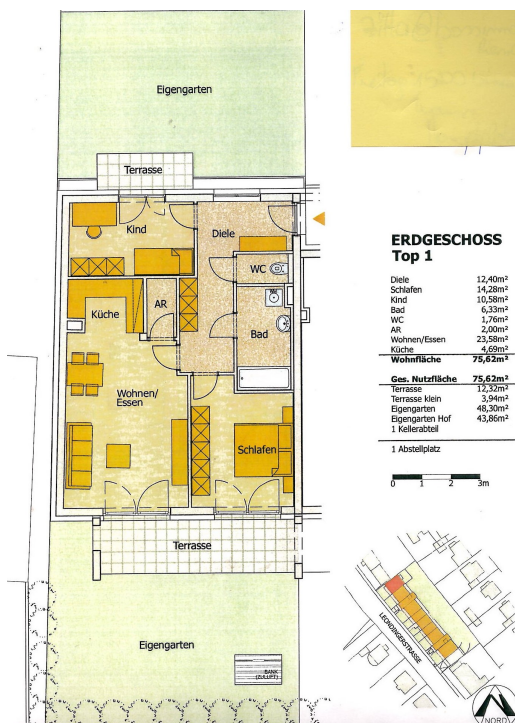 Eigengarten
Terrasse
Kind
Diele
WC
Küche
AR
Bad
Wohnen/
Essen
Schlafen
Terrasse
Eigengarten
BANK
(ZULUFT)
ERDGESCHOSS
Top 1
Diele 12,40m²
Schlafen 14,28m²
Kind 10,58m²
Bad 6,33m²
WC 1,76m²
AR 2,00m²
Wohnen/Essen 23,58m²
Küche 4,69m²
Wohnfläche 75,62m²
Ges. Nutzfläche 75,62m²
Terrasse 12,32m²
Terrasse klein 3,94m²
Eigengarten 48,30m²
Eigengarten Hof 43,86m²
1 Kellerabteil
1 Abstellplatz
0 1 2 3m
LECHDINGERSTRASSE
NORD